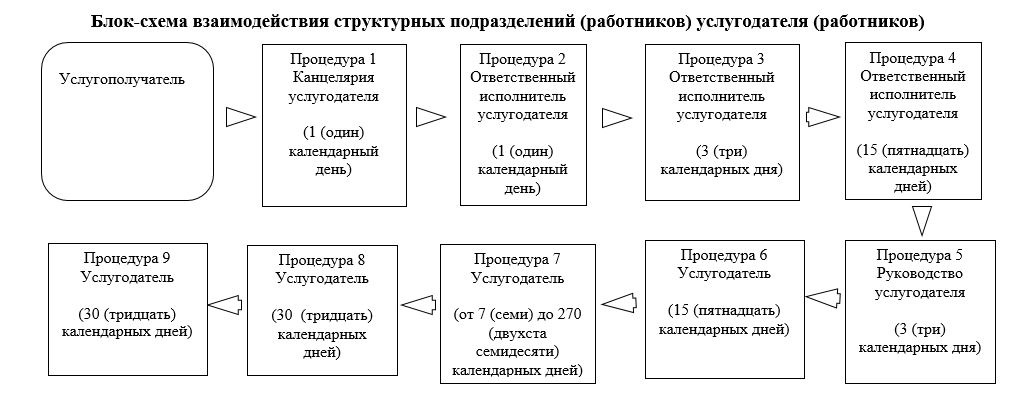 Блок-схема взаимодействия структурных подразделений (работников) услугодателя (работников)
Услугополучатель
Процедура 1
Канцелярия
услугодателя
(1 (один)
календарный
день)
Процедура 2
Ответственный
исполнитель
услугодателя
(1 (один)
календарный
день)
Процедура 3
Ответственный
исполнитель
услугодателя
(3 (три)
календарных дня)
Процедура 4
Ответственный
исполнитель
услугодателя
(15 (пятнадцать)
календарных
дней)
Процедура 5
Руководство
услугодателя
(3 (три)
календарных дня)
Процедура 6
Услугодатель
(15 (пятнадцать)
календарных дней)
Процедура 7
Услугодатель
(от 7 (семи) до 270
(двухста
семидесяти)
календарных дней)
Процедура 8
Услугодатель
(30 (тридцать)
календарных
дней)
Процедура 9
Услугодатель
(30 (тридцать)
календарных дней)